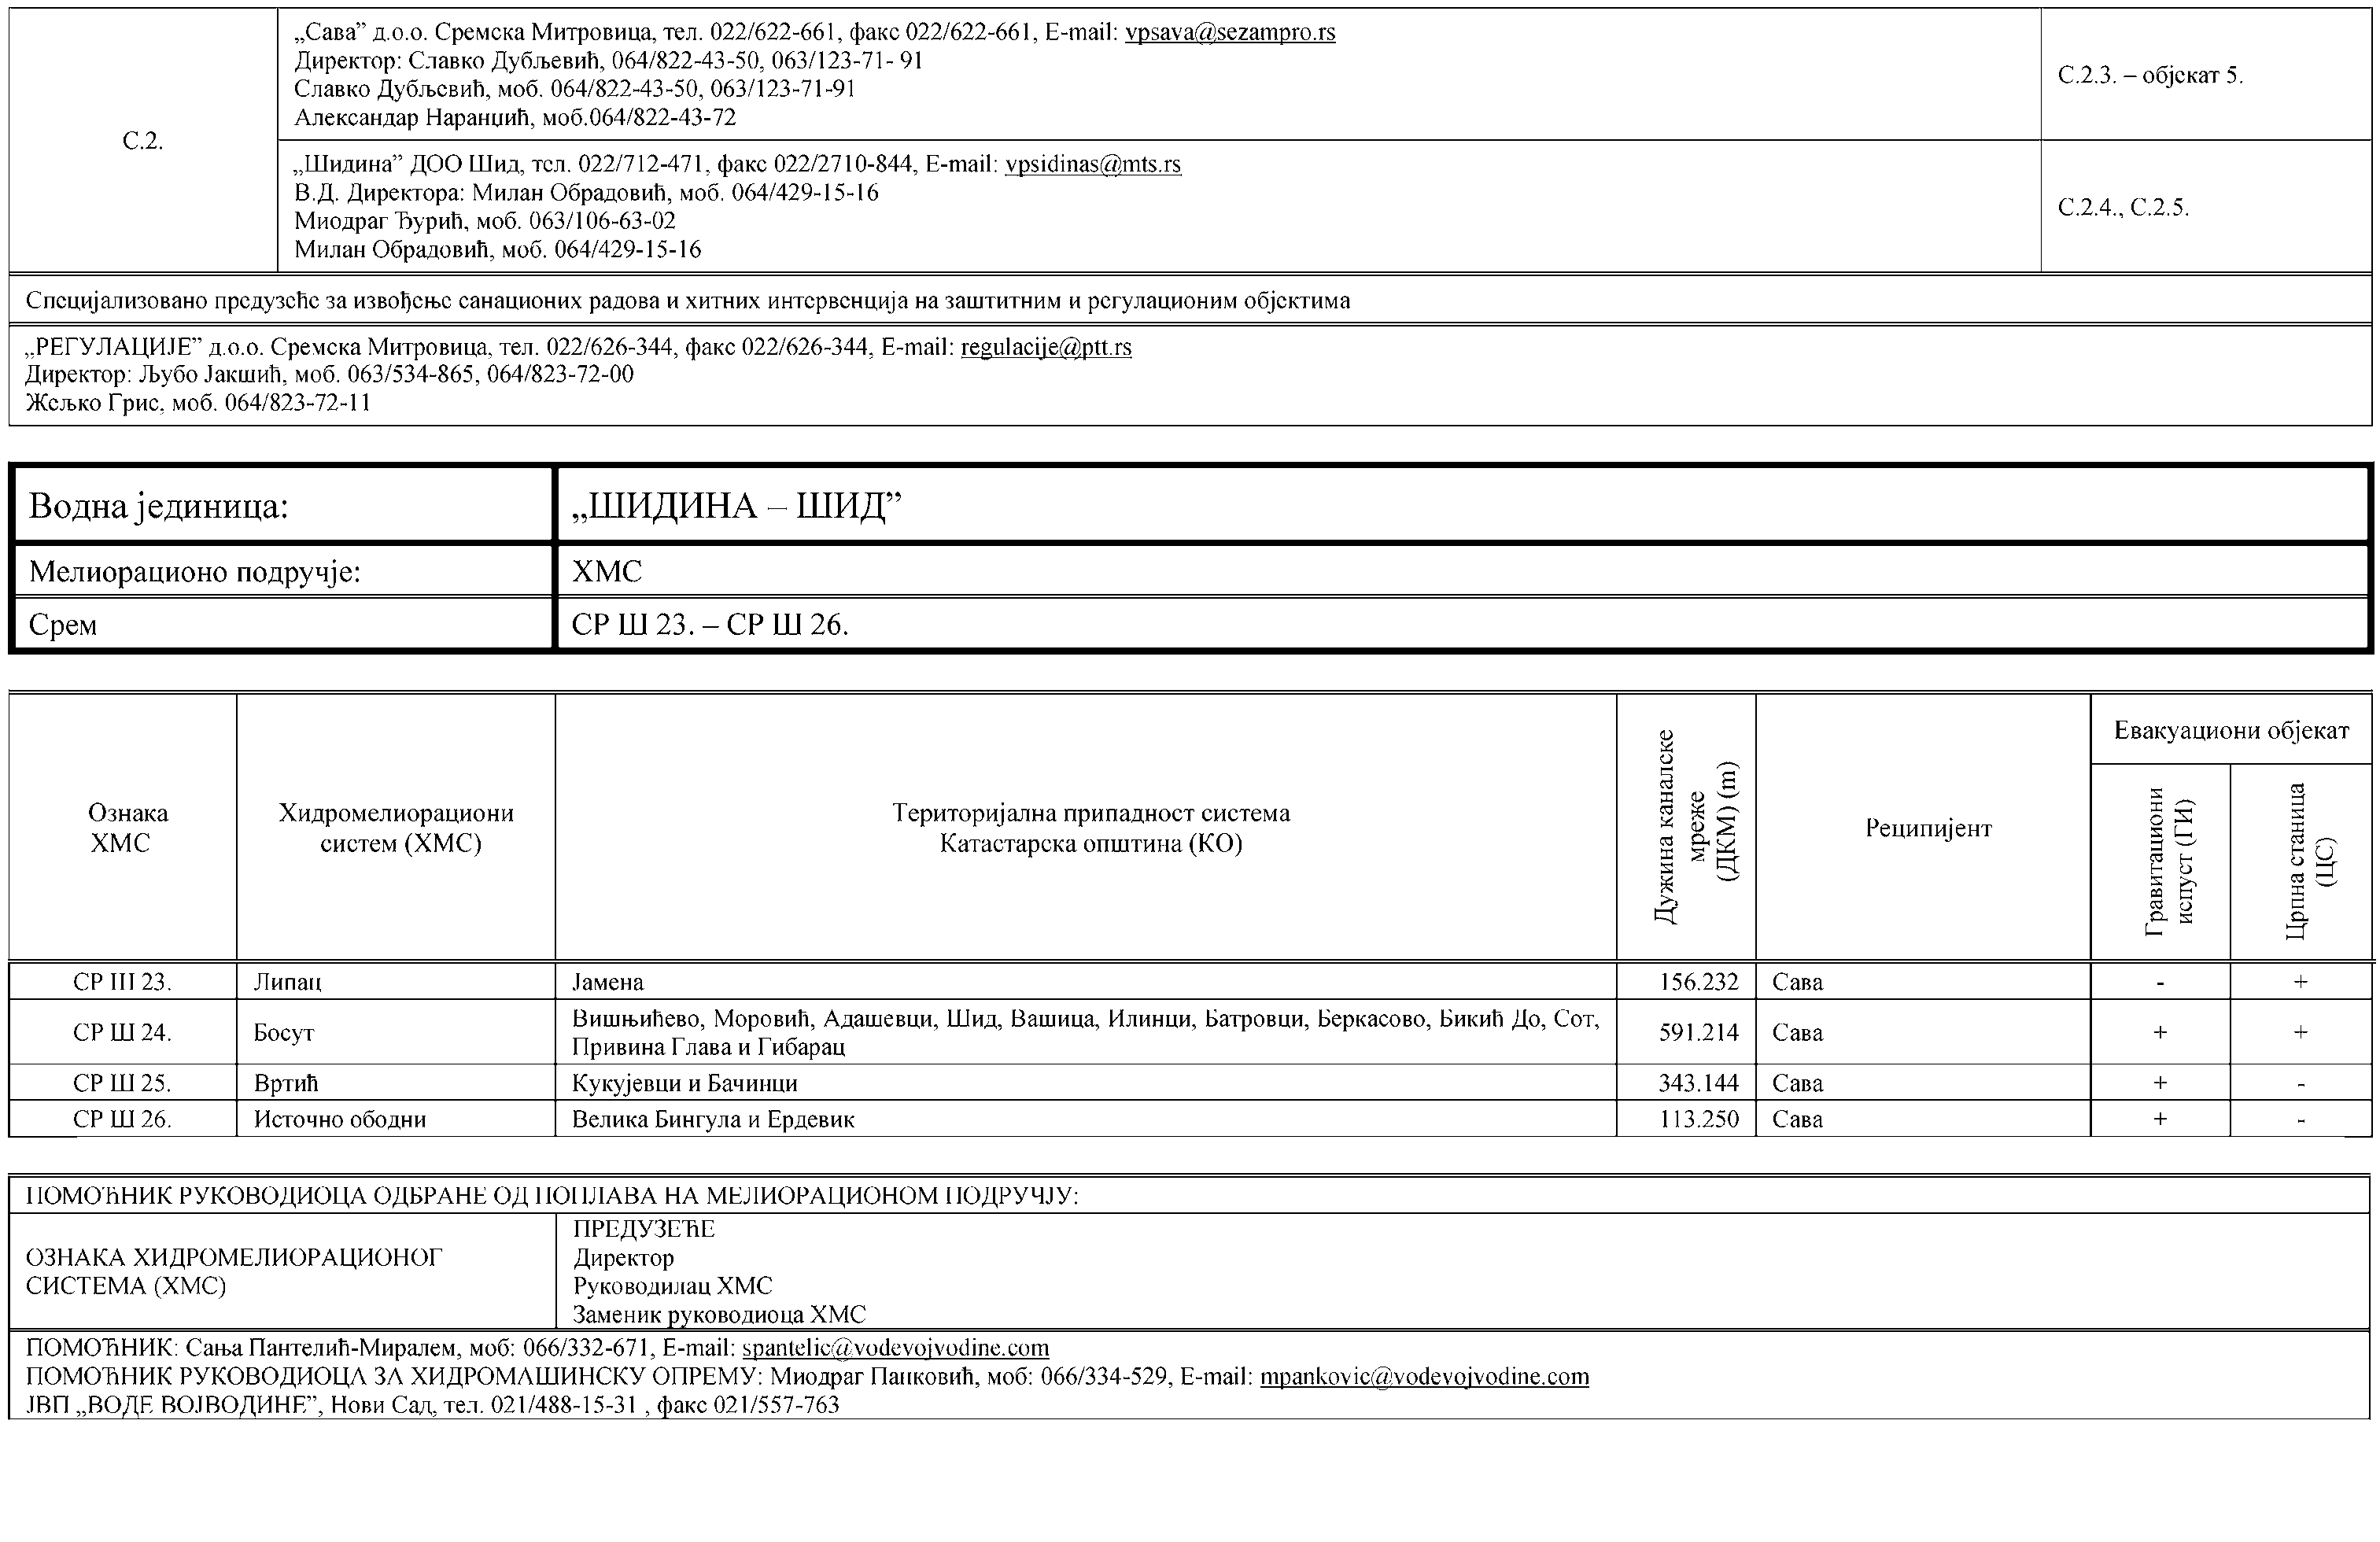 С.2.
„Сава” д.о.о. Сремска Митровица, тел. 022/622-661, факс 022/622-661, E-mail: vpsava@sezampro.rs
Директор: Славко Дубљевић, 064/822-43-50, 063/123-71- 91
Славко Дубљевић, моб. 064/822-43-50, 063/123-71-91
Александар Наранџић, моб.064/822-43-72
С.2.3. – објекат 5.
„Шидина” ДОО Шид, тел. 022/712-471, факс 022/2710-844, E-mail: vpsidinas@mts.rs
В.Д. Директора: Милан Обрадовић, моб. 064/429-15-16
Миодраг Ђурић, моб. 063/106-63-02
Милан Обрадовић, моб. 064/429-15-16
С.2.4., С.2.5.
Специјализовано предузеће за извођење санационих радова и хитних интервенција на заштитним и регулационим објектима
„РЕГУЛАЦИЈЕ” д.о.о. Сремска Митровица, тел. 022/626-344, факс 022/626-344, E-mail: regulacije@ptt.rs
Директор: Љубо Јакшић, моб. 063/534-865, 064/823-72-00
Жељко Грис, моб. 064/823-72-11
Водна јединица: „ШИДИНА – ШИД”
Мелиорационо подручје: ХМС
Срем СР Ш 23. – СР Ш 26.
Ознака
ХМС
Хидромелиорациони
систем (ХМС)
Територијална припадност система
Катастарска општина (КО)
Дужина каналске
мреже
(ДКМ) (m)
Реципијент
Евакуациони објекат
Гравитациони
испуст (ГИ)
Црпна станица
(ЦС)
СР Ш 23. Липац Јамена 156.232 Сава - +
СР Ш 24. Босут Вишњићево, Моровић, Адашевци, Шид, Вашица, Илинци, Батровци, Беркасово, Бикић До, Сот,
Привина Глава и Гибарац 591.214 Сава + +
СР Ш 25. Вртић Кукујевци и Бачинци 343.144 Сава + -
СР Ш 26. Источно ободни Велика Бингула и Ердевик 113.250 Сава + -
ПОМОЋНИК РУКОВОДИОЦА ОДБРАНЕ ОД ПОПЛАВА НА МЕЛИОРАЦИОНОМ ПОДРУЧЈУ:
ОЗНАКА ХИДРОМЕЛИОРАЦИОНОГ
СИСТЕМА (ХМС)
ПРЕДУЗЕЋЕ
Директор
Руководилац ХМС
Заменик руководиоца ХМС
ПОМОЋНИК: Сања Пантелић-Миралем, моб: 066/332-671, E-mail: spantelic@vodevojvodine.com
ПОМОЋНИК РУКОВОДИОЦА ЗА ХИДРОМАШИНСКУ ОПРЕМУ: Миодраг Панковић, моб: 066/334-529, E-mail: mpankovic@vodevojvodine.com
ЈВП „ВОДЕ ВОЈВОДИНЕ”, Нови Сад, тел. 021/488-15-31 , факс 021/557-763